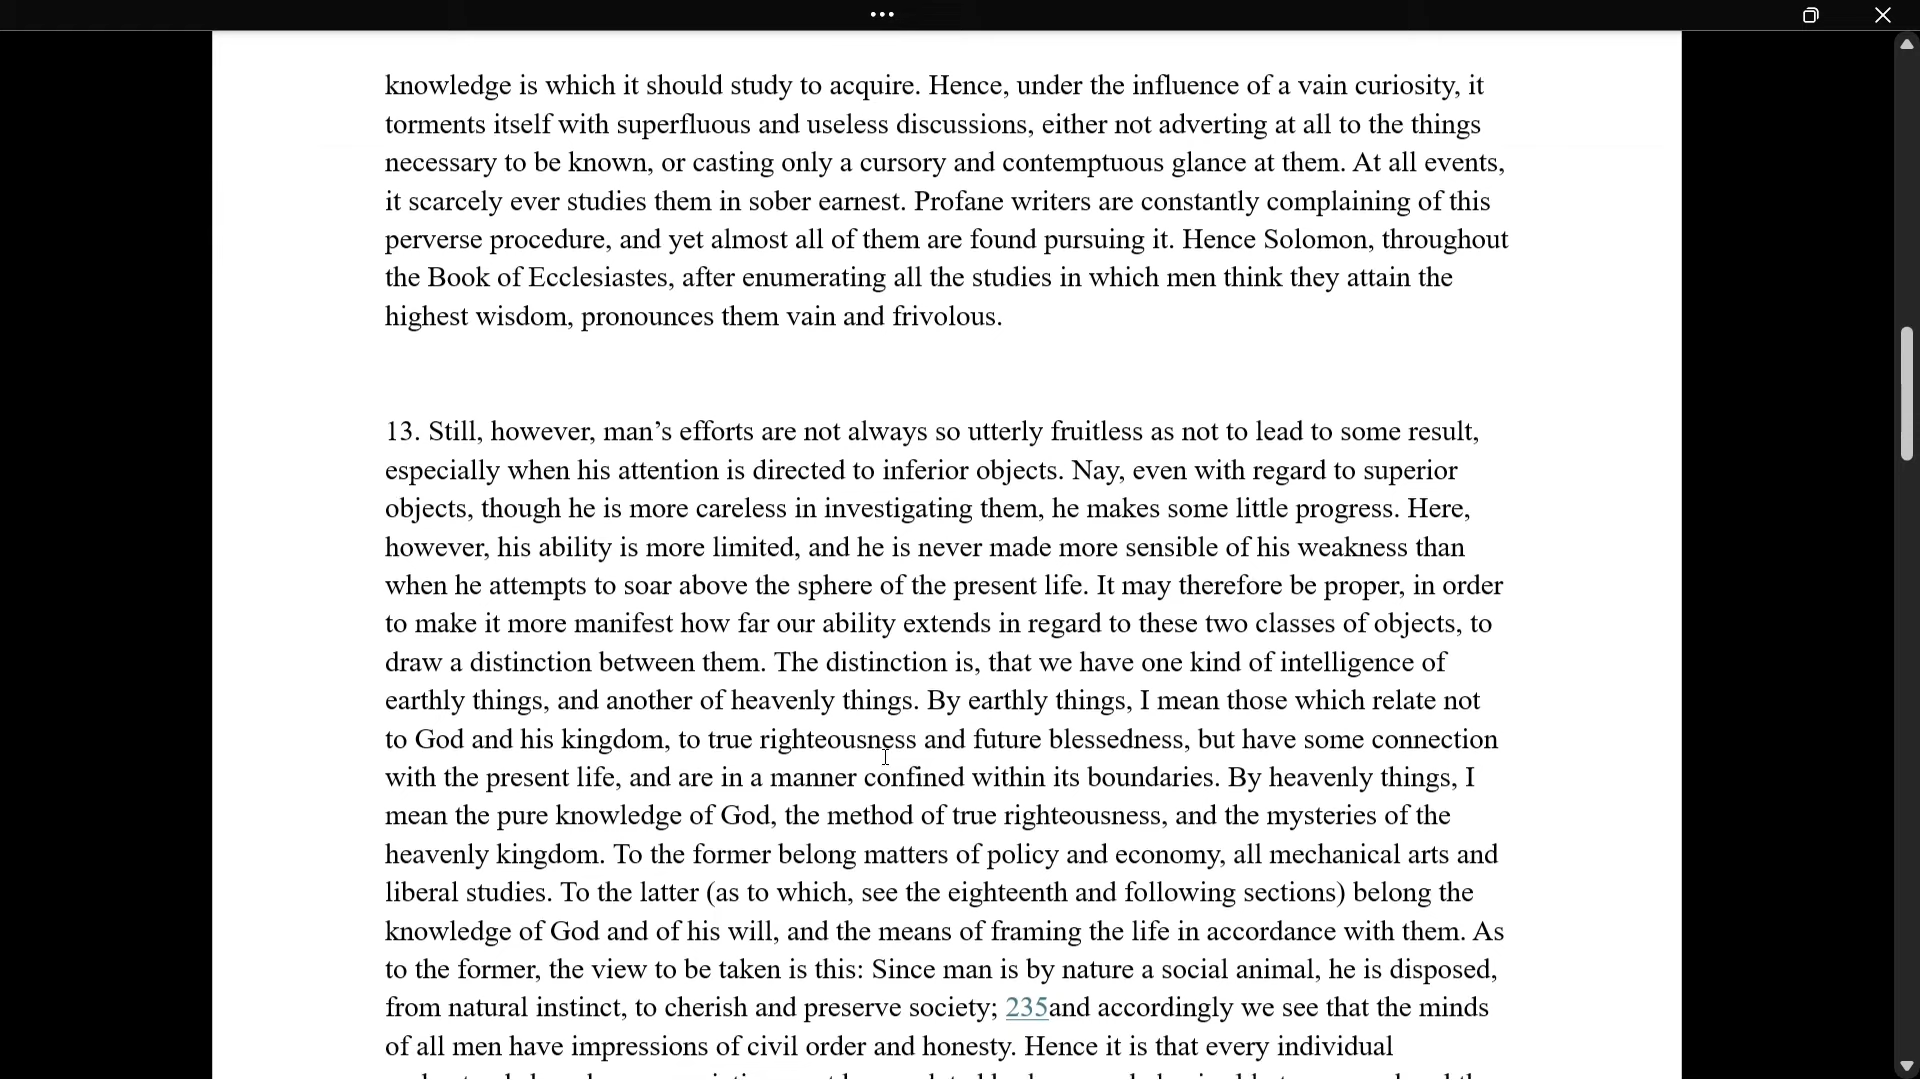 knowledge is which it should study to acquire. Hence, under the influence of a vain curiosity, it
torments itself with superfluous and useless discussions, either not adverting at all to the things
necessary to be known, or casting only a cursory and contemptuous glance at them. At all events,
it scarcely ever studies them in sober earnest. Profane writers are constantly complaining of this
perverse procedure, and yet almost all of them are found pursuing it. Hence Solomon, throughout
the Book of Ecclesiastes, after enumerating all the studies in which men think they attain the
highest wisdom, pronounces them vain and frivolous.
13. Still, however, man’s efforts are not always so utterly fruitless as not to lead to some result,
especially when his attention is directed to inferior objects. Nay, even with regard to superior
objects, though he is more careless in investigating them, he makes some little progress. Here,
however, his ability is more limited, and he is never made more sensible of his weakness than
when he attempts to soar above the sphere of the present life. It may therefore be proper, in order
to make it more manifest how far our ability extends in regard to these two classes of objects, to
draw a distinction between them. The distinction is, that we have one kind of intelligence of
earthly things, and another of heavenly things. By earthly things, I mean those which relate not
to God and his kingdom, to true righteousness and future blessedness, but have some connection
with the present life, and are in a manner confined within its boundaries. By heavenly things, I
mean the pure knowledge of God, the method of true righteousness, and the mysteries of the
heavenly kingdom. To the former belong matters of policy and economy, all mechanical arts and
liberal studies. To the latter (as to which, see the eighteenth and following sections) belong the
knowledge of God and of his will, and the means of framing the life in accordance with them. As
to the former, the view to be taken is this: Since man is by nature a social animal, he is disposed,
from natural instinct, to cherish and preserve society; 235and accordingly we see that the minds
of all men have impressions of civil order and honesty. Hence it is that every individual